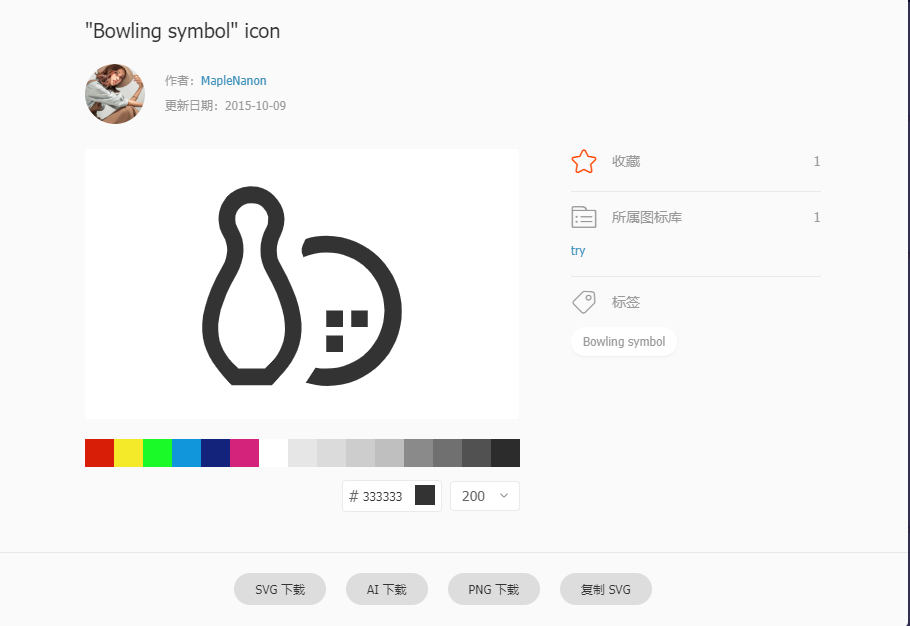 "Bowling symbol" icon
作者：MapleNanon
更新日期：2015-10-09
收藏 1
所属图标库 1
try
标签
Bowling symbol
# 333333
200
SVG 下载
AI 下载
PNG 下载
复制 SVG